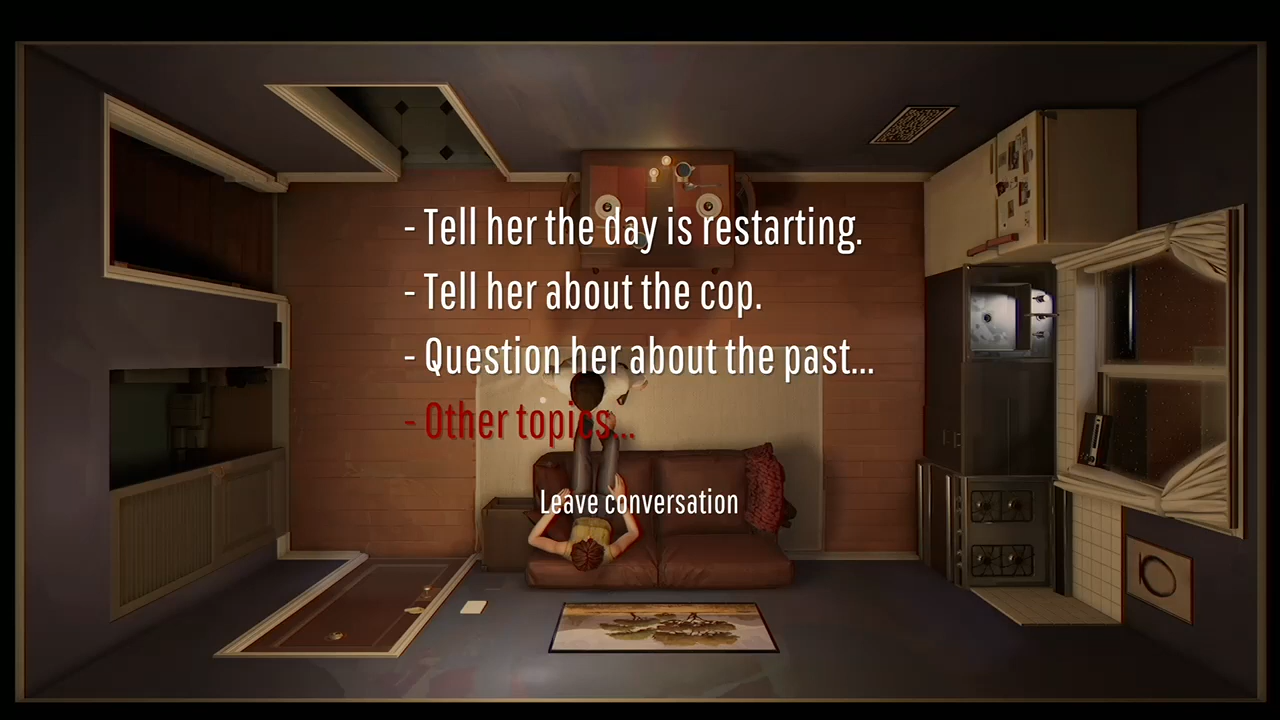 - Tell her the day is restarting.
- Tell her about the cop.
- Question her about the past...
- Other topics...
Leave conversation